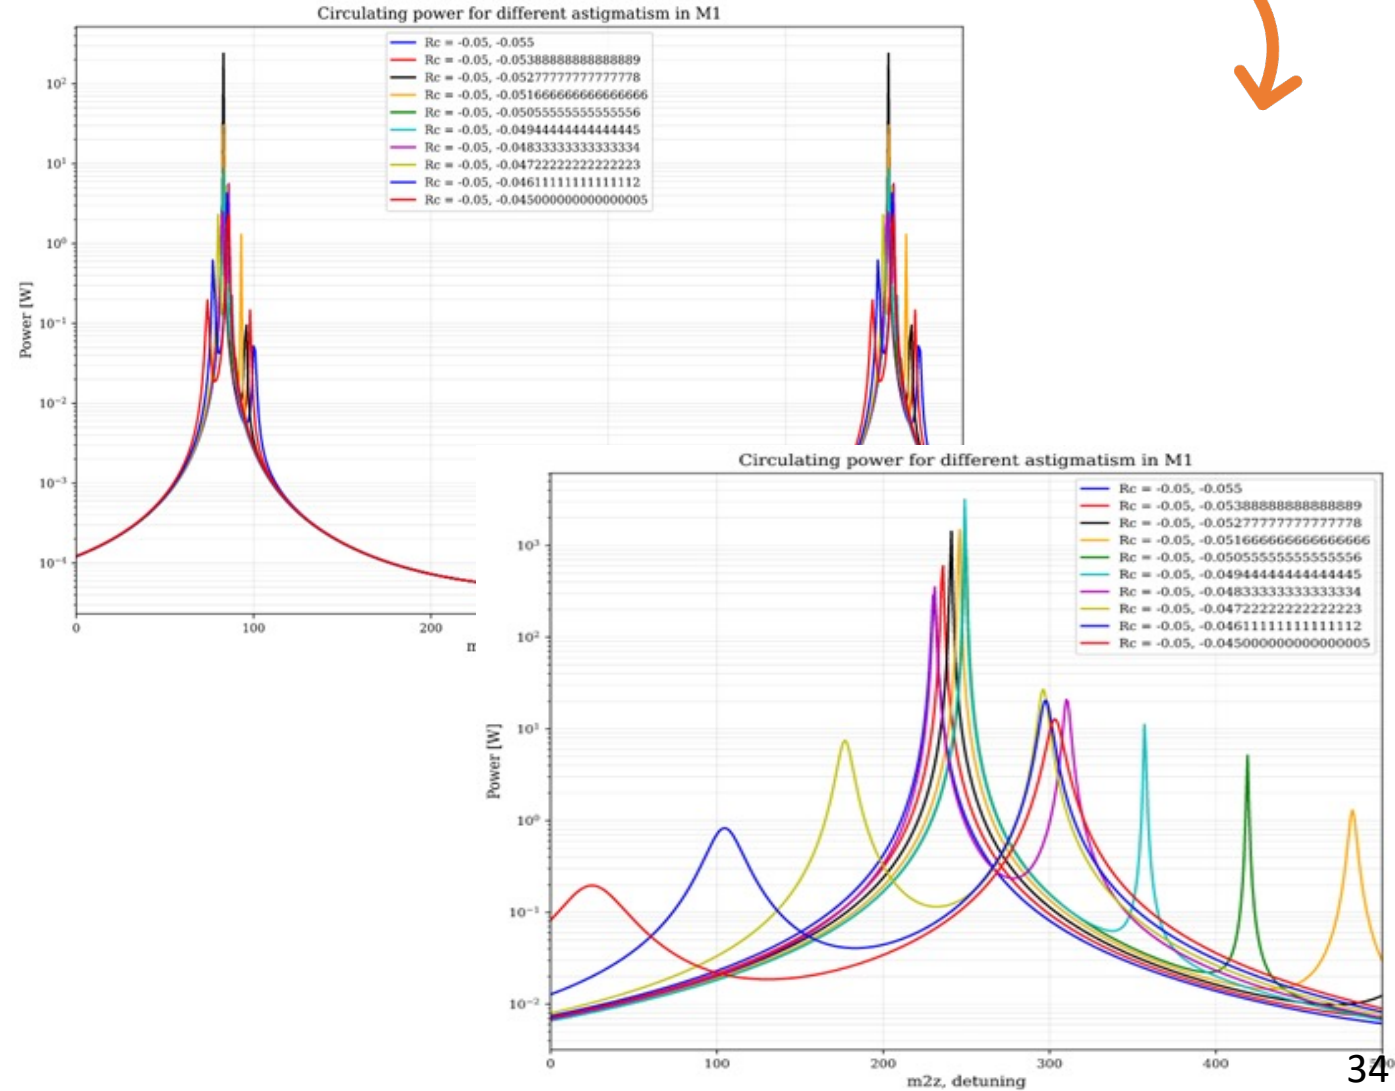 Circulating power for different astigmatism in M1
Rc = -0.05, -0.055
Rc = -0.05, -0.05388888888888889
Rc = -0.05, -0.05277777777777778
Rc = -0.05, -0.051666666666666666
Rc = -0.05, -0.05055555555555556
Rc = -0.05, -0.04944444444444445
Rc = -0.05, -0.04833333333333334
Rc = -0.05, -0.04722222222222223
Rc = -0.05, -0.04611111111111112
Rc = -0.05, -0.045000000000000005
10²
10¹
10⁰
10⁻¹
10⁻²
10⁻³
10⁻⁴
Power [W]
0 100 200
m
Circulating power for different astigmatism in M1
Rc = -0.05, -0.055
Rc = -0.05, -0.05388888888888889
Rc = -0.05, -0.05277777777777778
Rc = -0.05, -0.051666666666666666
Rc = -0.05, -0.05055555555555556
Rc = -0.05, -0.04944444444444445
Rc = -0.05, -0.04833333333333334
Rc = -0.05, -0.04722222222222223
Rc = -0.05, -0.04611111111111112
Rc = -0.05, -0.045000000000000005
10³
10²
10¹
10⁰
10⁻¹
10⁻²
Power [W]
0 100 200 300 400
m2z, detuning
34